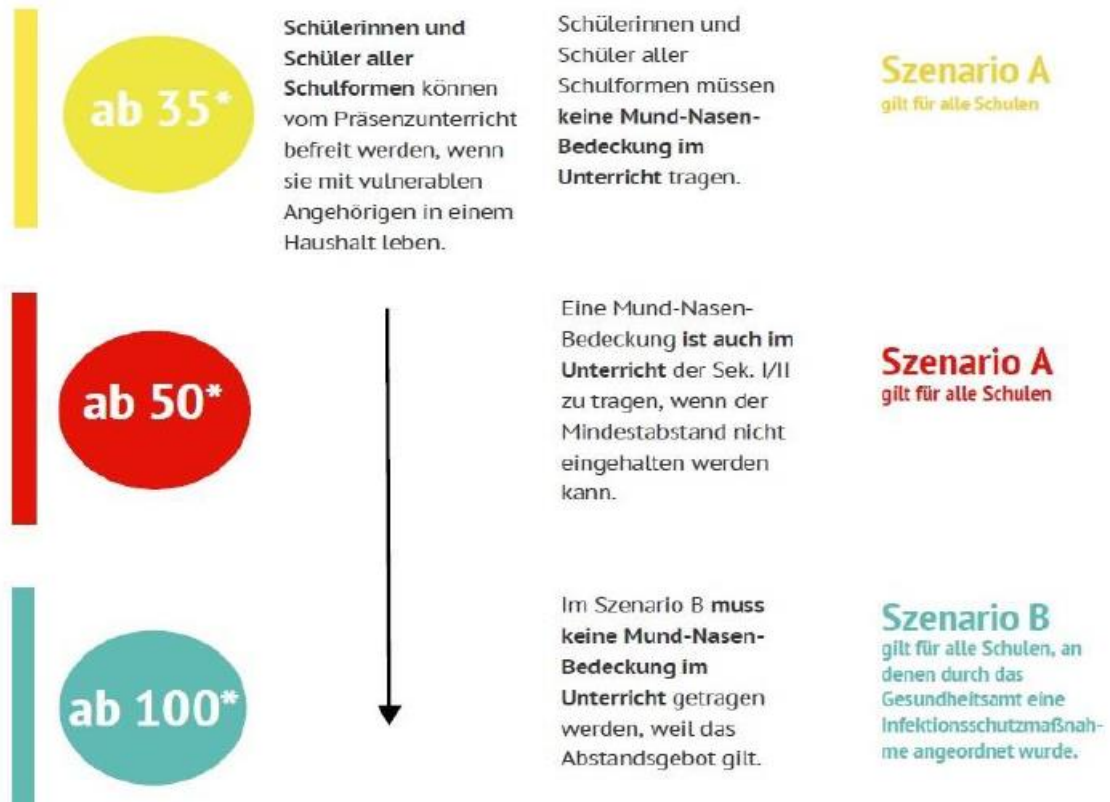 ab 35*
Schülerinnen und
Schüler aller
Schulformen können
vom Präsenzunterricht
befreit werden, wenn
sie mit vulnerablen
Angehörigen in einem
Haushalt leben.
Schülerinnen und
Schüler aller
Schulformen müssen
keine Mund-Nasen-
Bedeckung im
Unterricht tragen.
Szenario A
gilt für alle Schulen
ab 50*
Eine Mund-Nasen-
Bedeckung ist auch im
Unterricht der Sek. I/II
zu tragen, wenn der
Mindestabstand nicht
eingehalten werden
kann.
Szenario A
gilt für alle Schulen
ab 100*
Im Szenario B muss
keine Mund-Nasen-
Bedeckung im
Unterricht getragen
werden, weil das
Abstandsgebot gilt.
Szenario B
gilt für alle Schulen, an
denen durch das
Gesundheitsamt eine
Infektionsschutzmaßnah-
me angeordnet wurde.